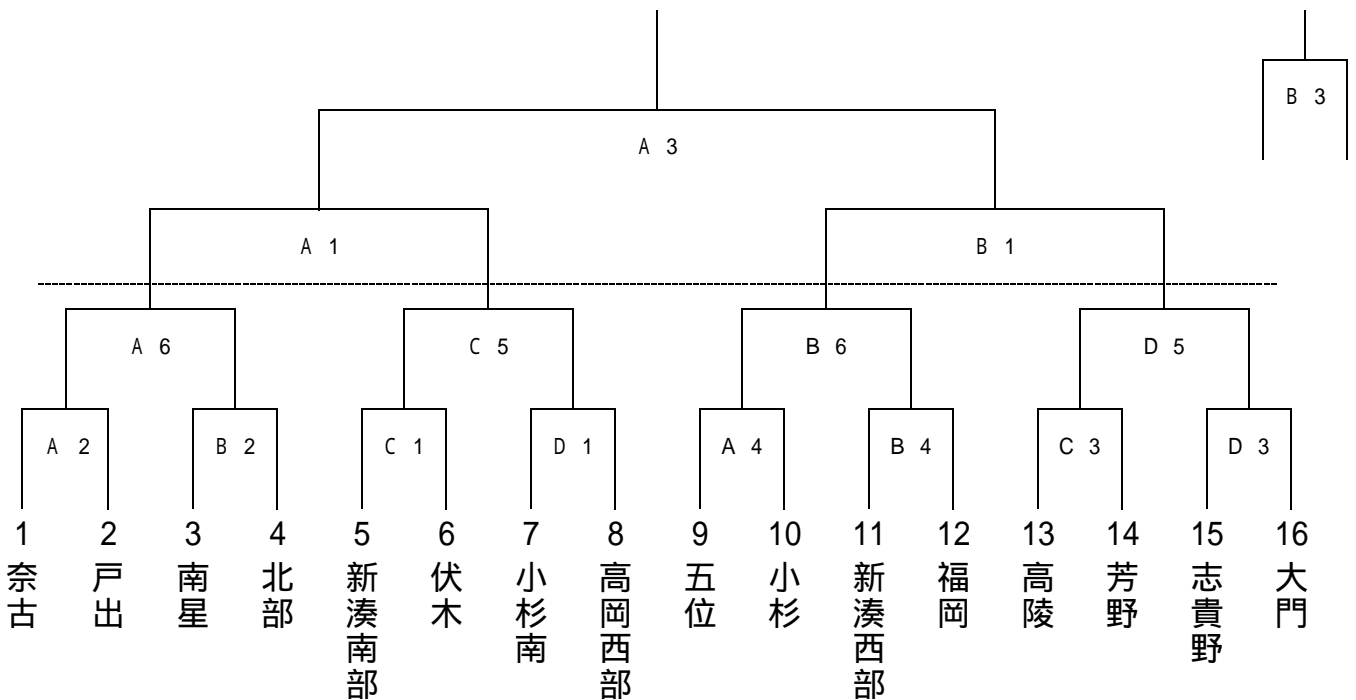 B 3
A 3
A 1
B 1
A 6
C 5
B 6
D 5
A 2
B 2
C 1
D 1
A 4
B 4
C 3
D 3
1 2 3 4 5 6 7 8 9 10 11 12 13 14 15 16
奈古
戸出
南星
北部
新湊南部
伏木
小杉南
高岡西部
五位
小杉
新湊西部
福岡
高陵
芳野
志貴野
大門